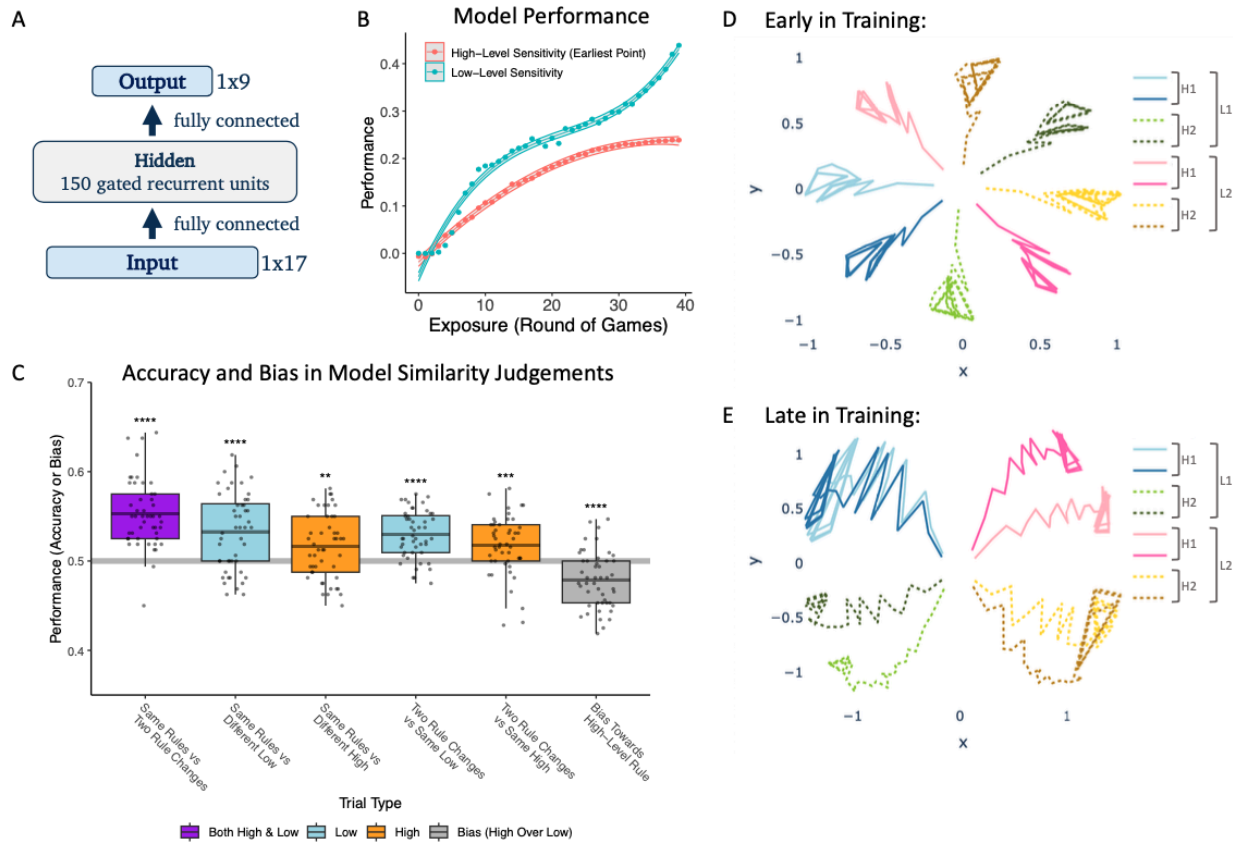 A
Output 1x9
fully connected
Hidden
150 gated recurrent units
fully connected
Input 1x17
B
Model Performance
High−Level Sensitivity (Earliest Point)
Low−Level Sensitivity
Performance
0.4
0.3
0.2
0.1
0.0
0 10 20 30 40
Exposure (Round of Games)
C
Accuracy and Bias in Model Similarity Judgements
Performance (Accuracy or Bias)
0.7
0.6
0.5
0.4
**** **** ** **** *** ****
Same Rules vs
Two Rule Changes
Same Rules vs
Different Low
Same Rules vs
Different High
Two Rule Changes
vs Same Low
Two Rule Changes
vs Same High
Bias Towards
High−Level Rule
Trial Type
Both High & Low Low High Bias (High Over Low)
D
Early in Training:
y
1
0.5
0
−0.5
−1
−1 −0.5 0 0.5 1
x
H1
H2
L1
H1
H2
L2
E
Late in Training:
y
1
0.5
0
−0.5
−1
−1 0 1
x
H1
H2
L1
H1
H2
L2